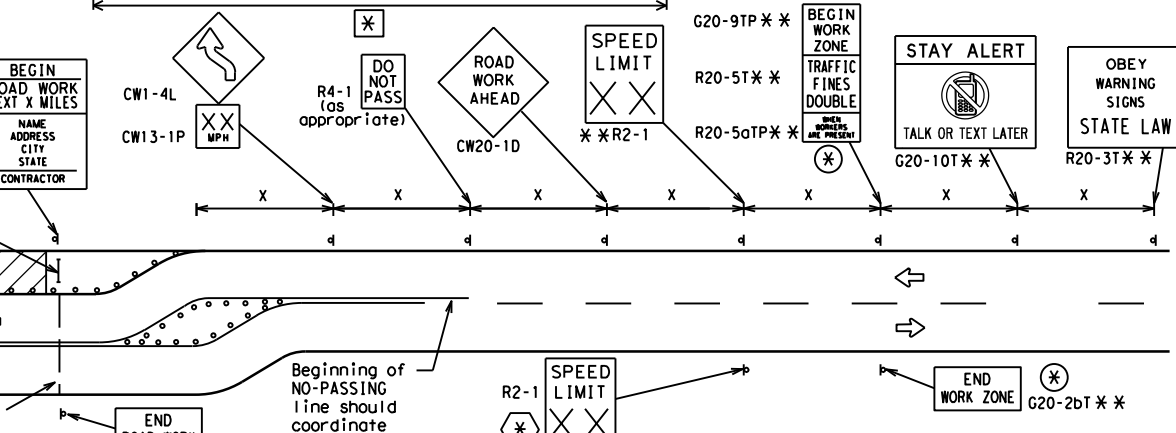 BEGIN
ROAD WORK
NEXT X MILES
NAME
ADDRESS
CITY
STATE
CONTRACTOR
CW1-4L
XX
MPH
CW13-1P
*
R4-1
(as
appropriate)
DO
NOT
PASS
ROAD
WORK
AHEAD
CW20-1D
SPEED
LIMIT
XX
**R2-1
G20-9TP**
BEGIN
WORK
ZONE
R20-5T**
TRAFFIC
FINES
DOUBLE
R20-5aTP**
WHEN
WORKERS
ARE PRESENT
*
STAY ALERT
TALK OR TEXT LATER
G20-10T**
OBEY
WARNING
SIGNS
STATE LAW
R20-3T**
X
X
X
X
X
X
X
Beginning of
NO-PASSING
line should
coordinate
R2-1
*
SPEED
LIMIT
XX
END
WORK ZONE
*
G20-2bT**
END
ROAD WORK